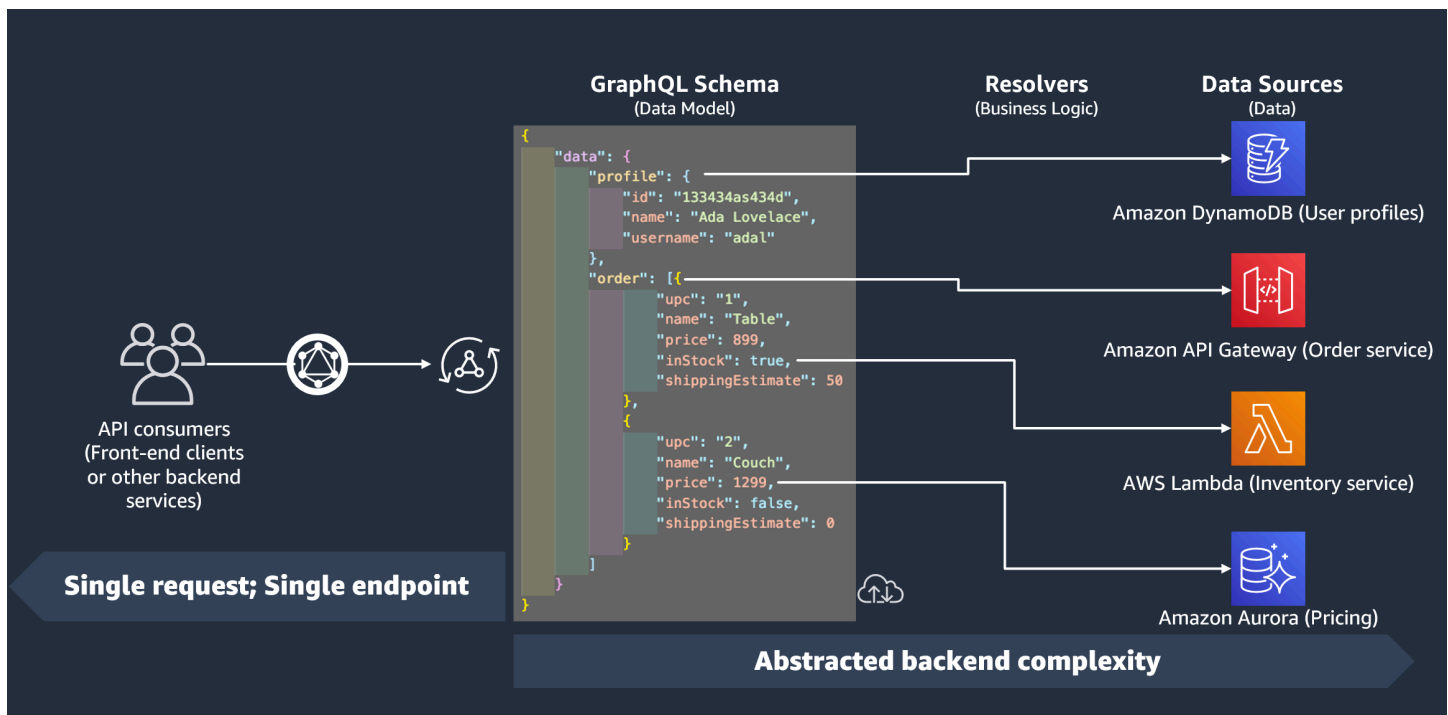 GraphQL Schema
(Data Model)
Resolvers
(Business Logic)
Data Sources
(Data)
{
"data": {
"profile": {
"id": "133434as434d",
"name": "Ada Lovelace",
"username": "adal"
},
"order": [{
"upc": "1",
"name": "Table",
"price": 899,
"inStock": true,
"shippingEstimate": 50
},
{
"upc": "2",
"name": "Couch",
"price": 1299,
"inStock": false,
"shippingEstimate": 0
}
]
}
}
Amazon DynamoDB (User profiles)
</>
Amazon API Gateway (Order service)
AWS Lambda (Inventory service)
Amazon Aurora (Pricing)
API consumers
(Front-end clients
or other backend
services)
Single request; Single endpoint
Abstracted backend complexity